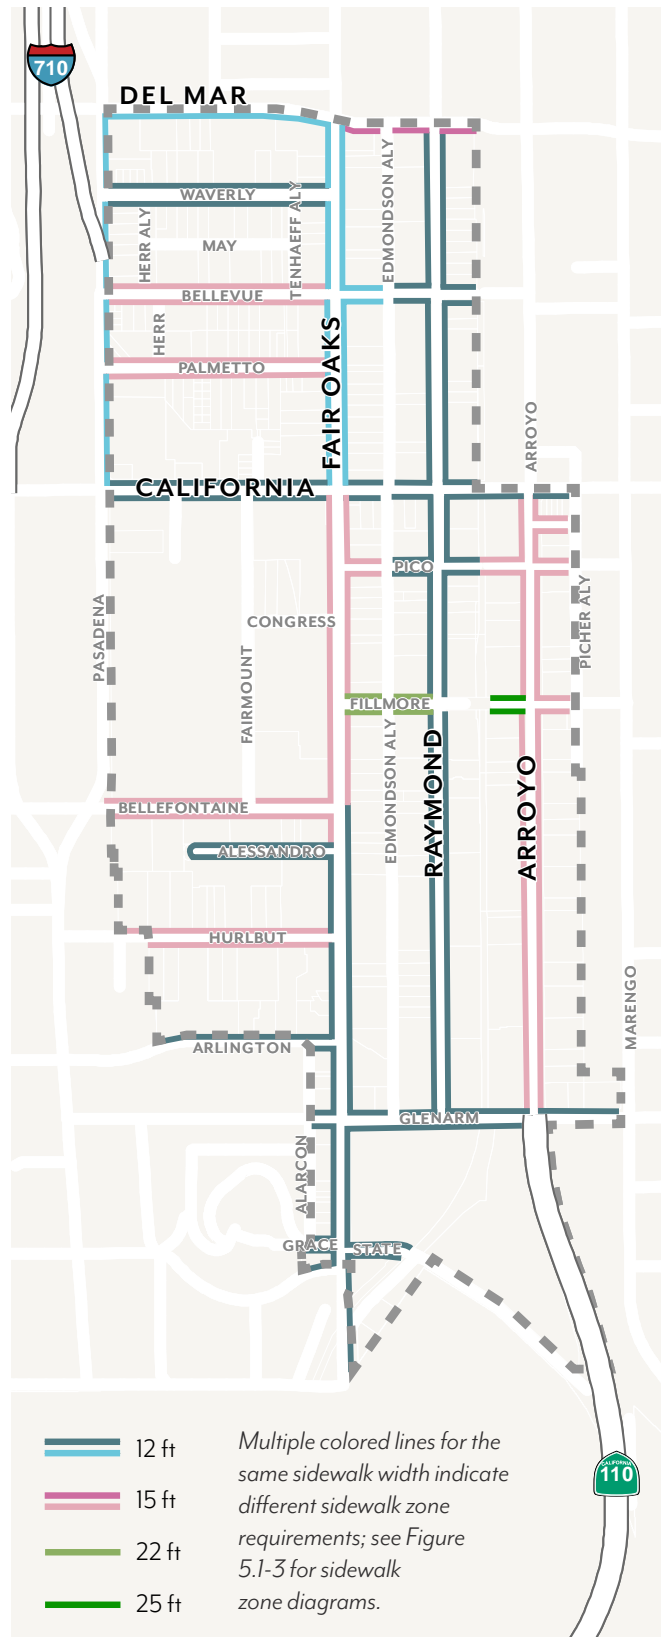 710
DEL MAR
WAVERLY
HERR ALY
MAY
TENHAEFF ALY
EDMONDSON ALY
BELLEVUE
HERR
PALMETTO
FAIR OAKS
ARROYO
CALIFORNIA
PICO
PICHER ALY
PASADENA
CONGRESS
FAIRMOUNT
FILLMORE
EDMONDSON ALY
RAYMOND
ARROYO
BELLEFONTAINE
ALESSANDRO
HURLBUT
MARENGO
ARLINGTON
GLENARM
ALARCON
GRACE
STATE
CALIFORNIA
110
12 ft
15 ft
22 ft
25 ft
Multiple colored lines for the
same sidewalk width indicate
different sidewalk zone
requirements; see Figure
5.1-3 for sidewalk
zone diagrams.